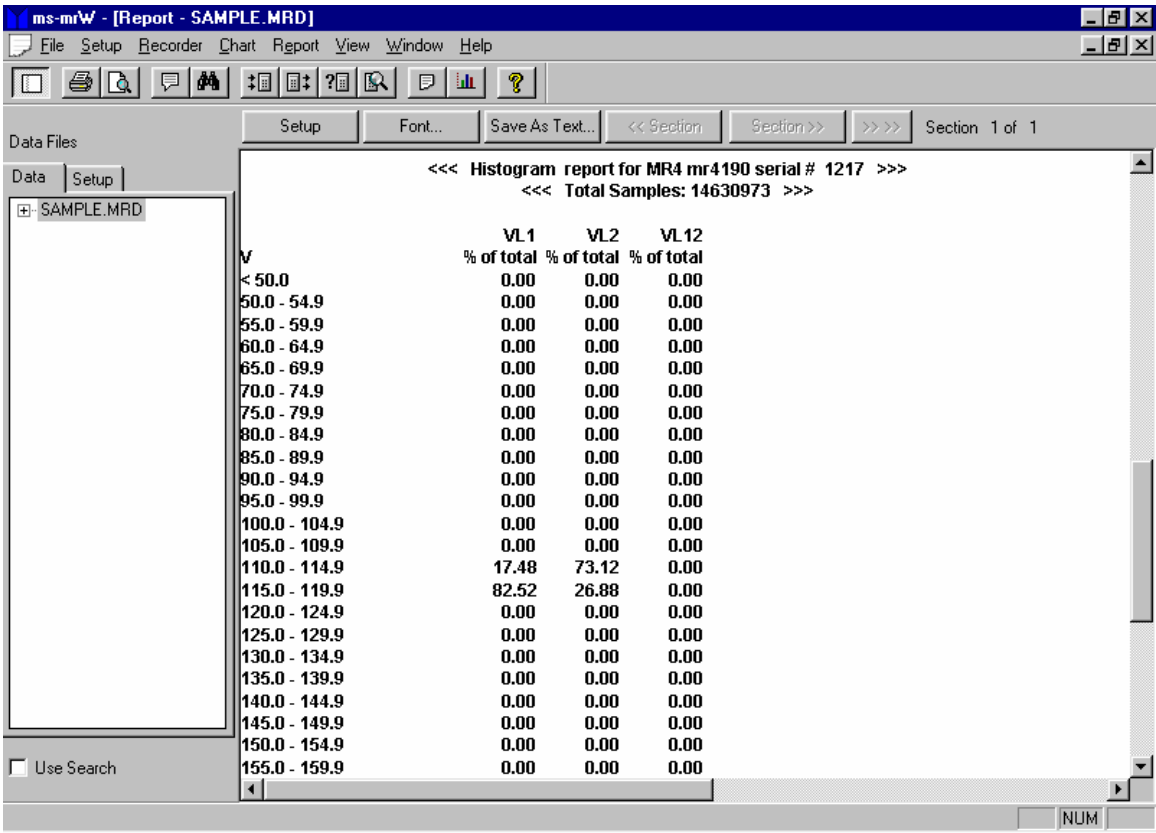 ms-mrW - [Report - SAMPLE.MRD]
File Setup Recorder Chart Report View Window Help
Setup Font... Save As Text... << Section Section >> >> >> Section 1 of 1
Data Files
Data Setup
SAMPLE.MRD
<<< Histogram report for MR4 mr4190 serial # 1217 >>>
<<< Total Samples: 14630973 >>>
VL1 VL2 VL12
V % of total % of total % of total
< 50.0 0.00 0.00 0.00
50.0 - 54.9 0.00 0.00 0.00
55.0 - 59.9 0.00 0.00 0.00
60.0 - 64.9 0.00 0.00 0.00
65.0 - 69.9 0.00 0.00 0.00
70.0 - 74.9 0.00 0.00 0.00
75.0 - 79.9 0.00 0.00 0.00
80.0 - 84.9 0.00 0.00 0.00
85.0 - 89.9 0.00 0.00 0.00
90.0 - 94.9 0.00 0.00 0.00
95.0 - 99.9 0.00 0.00 0.00
100.0 - 104.9 0.00 0.00 0.00
105.0 - 109.9 0.00 0.00 0.00
110.0 - 114.9 17.48 73.12 0.00
115.0 - 119.9 82.52 26.88 0.00
120.0 - 124.9 0.00 0.00 0.00
125.0 - 129.9 0.00 0.00 0.00
130.0 - 134.9 0.00 0.00 0.00
135.0 - 139.9 0.00 0.00 0.00
140.0 - 144.9 0.00 0.00 0.00
145.0 - 149.9 0.00 0.00 0.00
150.0 - 154.9 0.00 0.00 0.00
155.0 - 159.9 0.00 0.00 0.00
Use Search
NUM